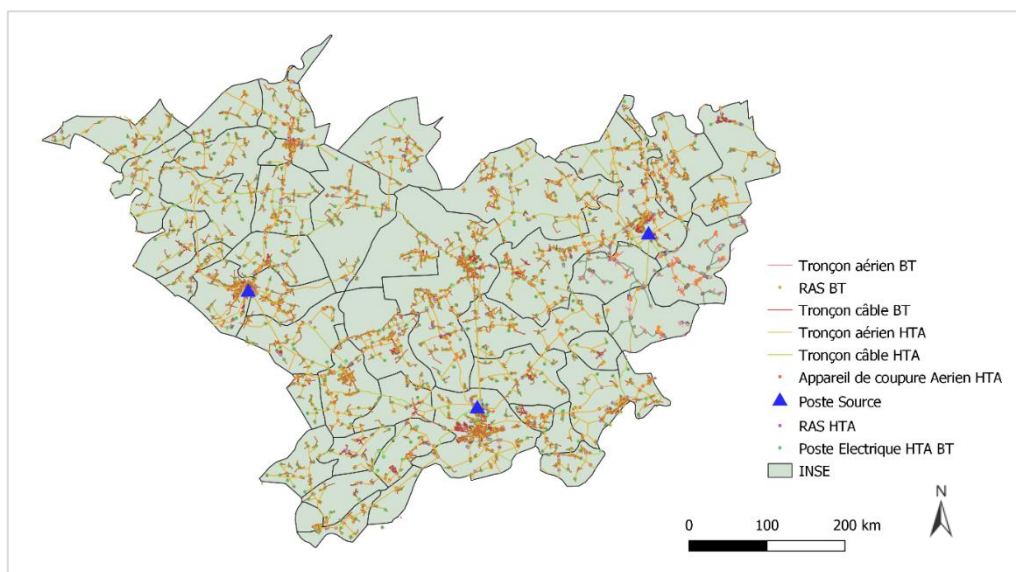 Tronçon aérien BT
RAS BT
Tronçon câble BT
Tronçon aérien HTA
Tronçon câble HTA
Appareil de coupure Aerien HTA
Poste Source
RAS HTA
Poste Electrique HTA BT
INSE
N
0 100 200 km